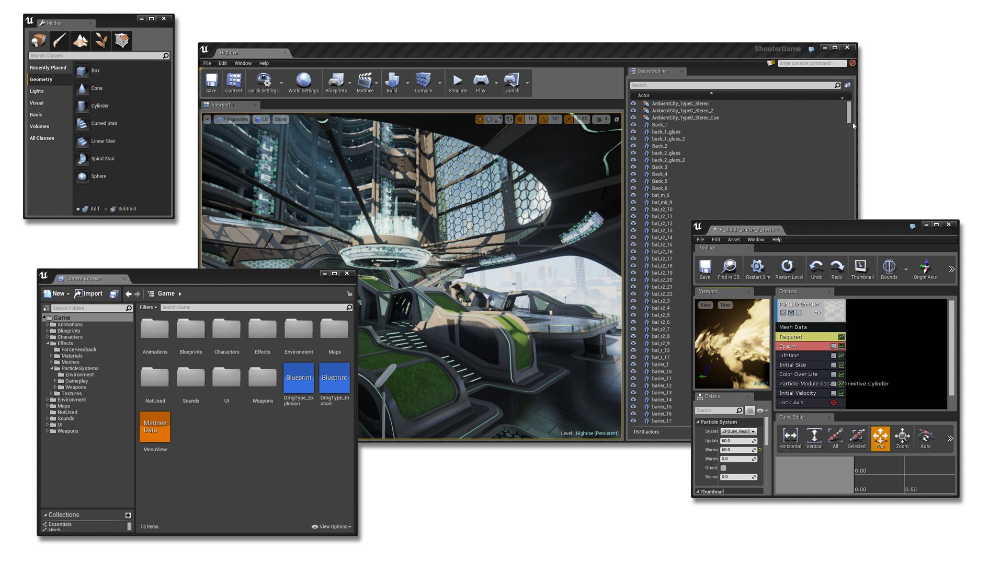 Modes
Search Classes
Recently Placed
Geometry
Lights
Visual
Basic
Volumes
All Classes
Box
Cone
Cylinder
Curved Stair
Linear Stair
Spiral Stair
Sphere
Add
Subtract
Highrise
ShooterGame
File Edit Window Help
3
Enter console command
Save
Content
Quick Settings
World Settings
Blueprints
Matinee
Build
Compile
Simulate
Play
Launch
Viewport 1
Perspective
Lit
Show
10
10°
0.25
4
UNREAL ENGINE
Level: Highrise (Persistent)
Scene Outliner
Search...
Actor
AmbientCity_TypeC_Stereo
AmbientCity_TypeC_Stereo_2
AmbientCity_TypeD_Stereo_Cue
Back_1
back_1_glass
back_1_glass_2
Back_2
back_2_glass
back_2_glass_2
Back_3
Back_4
Back_5
Back_6
bal_m_6
bal_mb_9
bal_r2_10
bal_r2_11
bal_r2_12
bal_r2_13
bal_r2_14
bal_r2_15
bal_r2_16
bal_r2_17
bal_r2_18
bal_r2_19
bal_r2_20
bal_r2_21
bal_r2_22
bal_r2_3
bal_r2_4
bal_r2_5
bal_r2_6
bal_r2_7
bal_r2_8
bal_r2_9
bal_r_12
bal_r_17
barier_1
barier_10
barier_11
barier_12
barier_13
barier_14
barier_15
barier_16
barier_17
1570 actors
Content Browser
New
Import
Game
Search Folders
Filters
Search Game
Game
Animations
Blueprints
Characters
Effects
ForceFeedback
Materials
Meshes
ParticleSystems
Environment
Gameplay
Weapons
Textures
Environment
Maps
NotUsed
Sounds
UI
Weapons
Collections
Essentials
Hitch
Animations
Blueprints
Characters
Effects
Environment
Maps
NotUsed
Sounds
UI
Weapons
Blueprint
DmgType_Ex
plosion
Blueprint
DmgType_In
stant
Matinee
Data
MenuView
13 items
View Options
P_clouds_sunset_2_meshe
File Edit Asset Window Help
Toolbar
Save
Find in CB
Restart Sim
Restart Level
Undo
Redo
Thumbnail
Bounds
Origin Axis
Viewport
View
Time
Details
Search
Particle System
Syster
EPSUM_RealT
Update
60.0
Warmu
60.0
Warmu
0.0
Orient
Secon
0.0
Thumbnail
Emitters
Particle Emitter
62
Mesh Data
Required
Spawn
Lifetime
Initial Size
Color Over Life
Initial Velocity
Lock Axis
Curve Editor
Horizontal
Vertical
All
Selected
Pan
Zoom
Auto
0.00
0.00
0.50